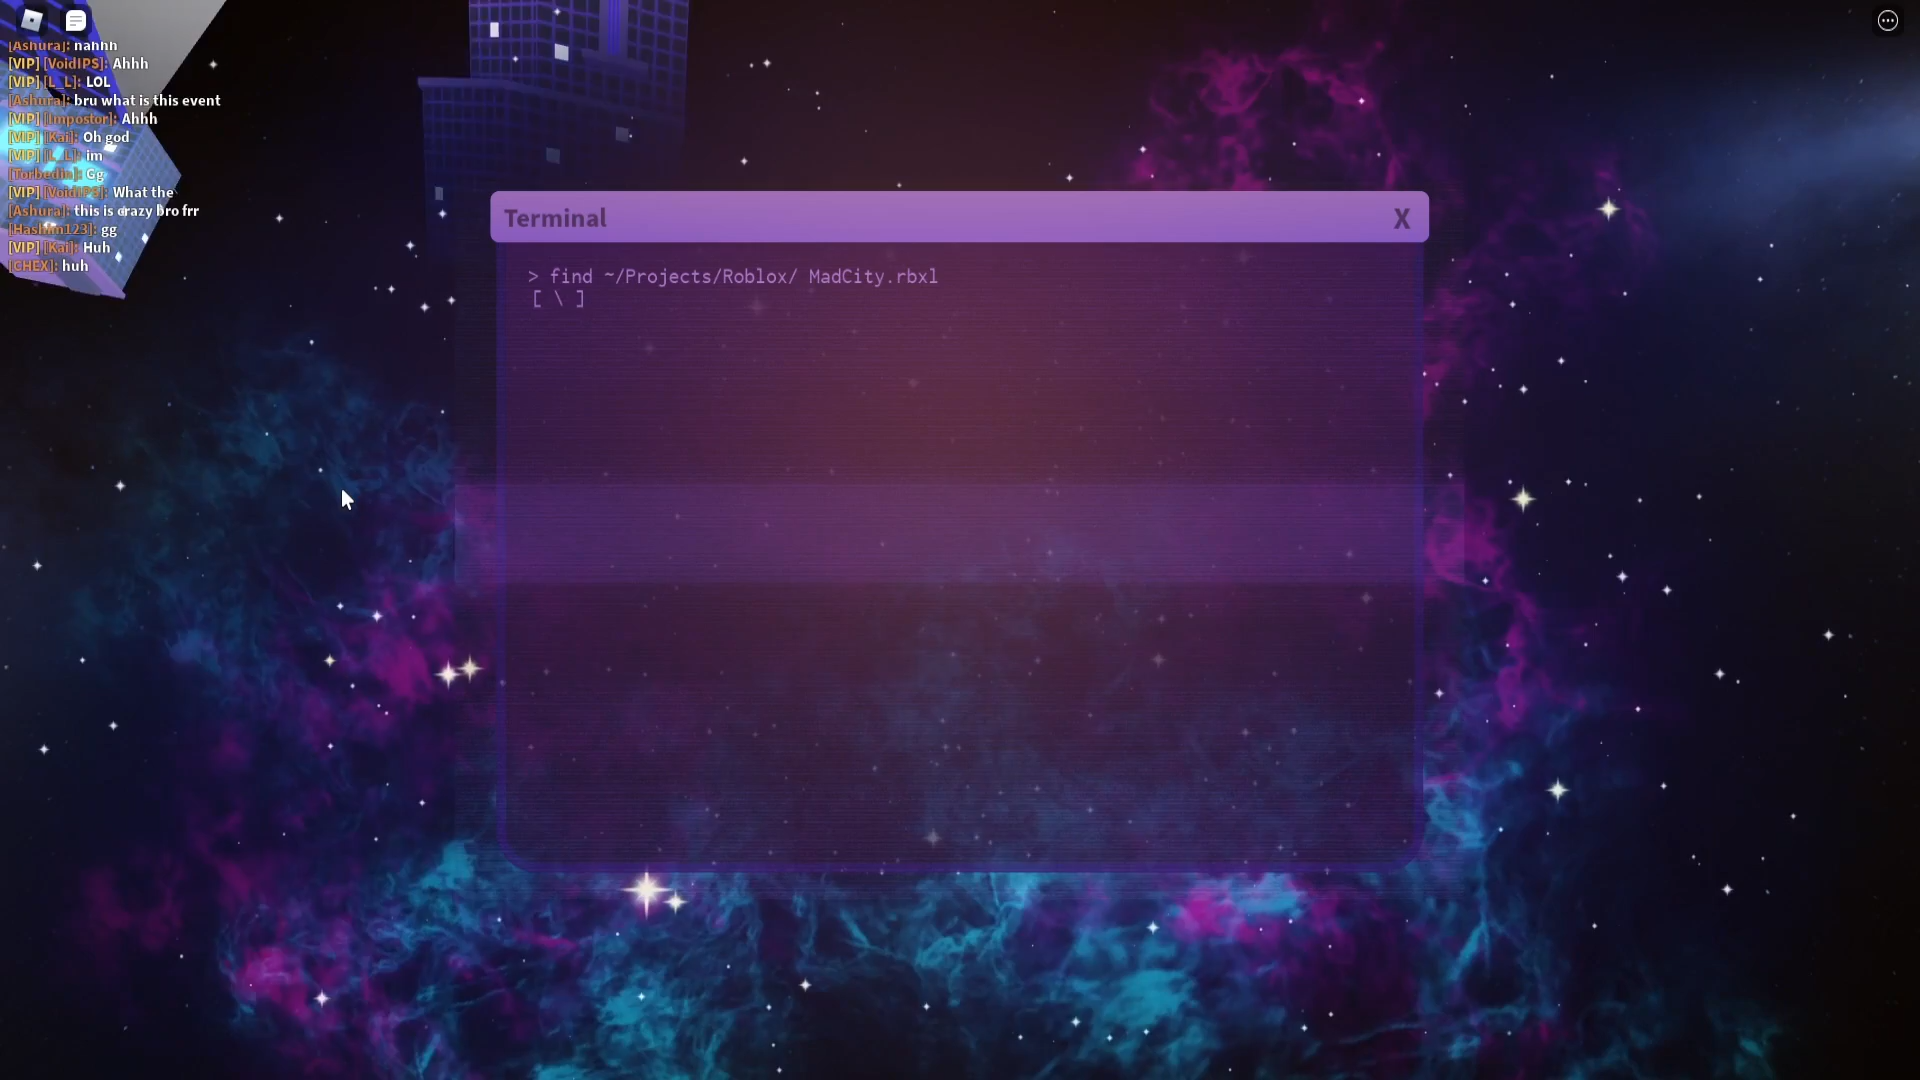 [Ashura]: nahhh
[VIP] [VoidIPS]: Ahhh
[VIP] [L_L]: LOL
[Ashura]: bru what is this event
[VIP] [Impostor]: Ahhh
[VIP] [Kai]: Oh god
[VIP] [L_L]: im
[Torbedin]: Gg
[VIP] [VoidIPS]: What the
[Ashura]: this is crazy bro frr
[Hashim123]: gg
[VIP] [Kai]: Huh
[CHEX]: huh
Terminal X
> find ~/Projects/Roblox/ MadCity.rbxl
[ \ ]